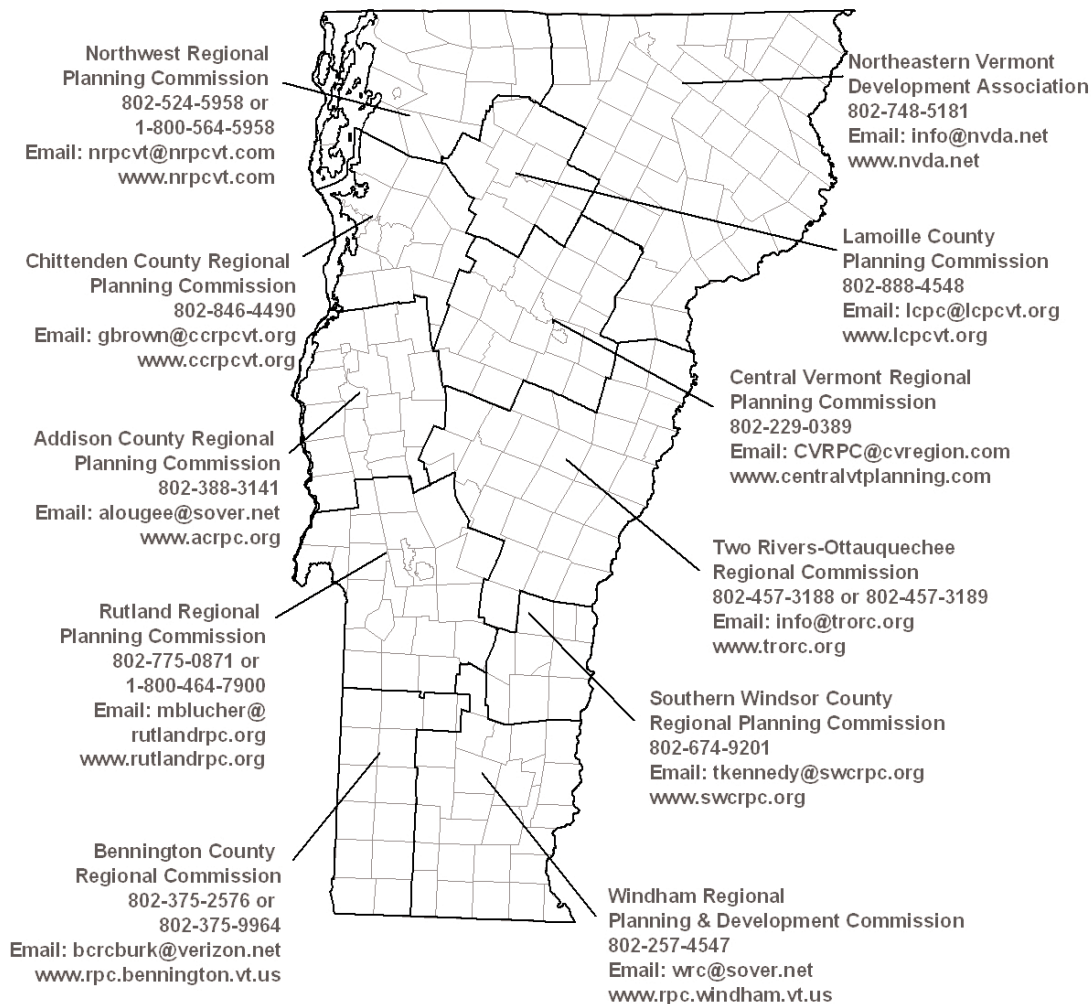 Northwest Regional
Planning Commission
802-524-5958 or
1-800-564-5958
Email: nrpcvt@nrpcvt.com
www.nrpcvt.com
Chittenden County Regional
Planning Commission
802-846-4490
Email: gbrown@ccrpcvt.org
www.ccrpcvt.org
Addison County Regional
Planning Commission
802-388-3141
Email: alougee@sover.net
www.acrpc.org
Rutland Regional
Planning Commission
802-775-0871 or
1-800-464-7900
Email: mblucher@
rutlandrpc.org
www.rutlandrpc.org
Bennington County
Regional Commission
802-375-2576 or
802-375-9964
Email: bcrcburk@verizon.net
www.rpc.bennington.vt.us
Northeastern Vermont
Development Association
802-748-5181
Email: info@nvda.net
www.nvda.net
Lamoille County
Planning Commission
802-888-4548
Email: lcpc@lcpcvt.org
www.lcpcvt.org
Central Vermont Regional
Planning Commission
802-229-0389
Email: CVRPC@cvregion.com
www.centralvtplanning.com
Two Rivers-Ottauquechee
Regional Commission
802-457-3188 or 802-457-3189
Email: info@trorc.org
www.trorc.org
Southern Windsor County
Regional Planning Commission
802-674-9201
Email: tkennedy@swcrpc.org
www.swcrpc.org
Windham Regional
Planning & Development Commission
802-257-4547
Email: wrc@sover.net
www.rpc.windham.vt.us